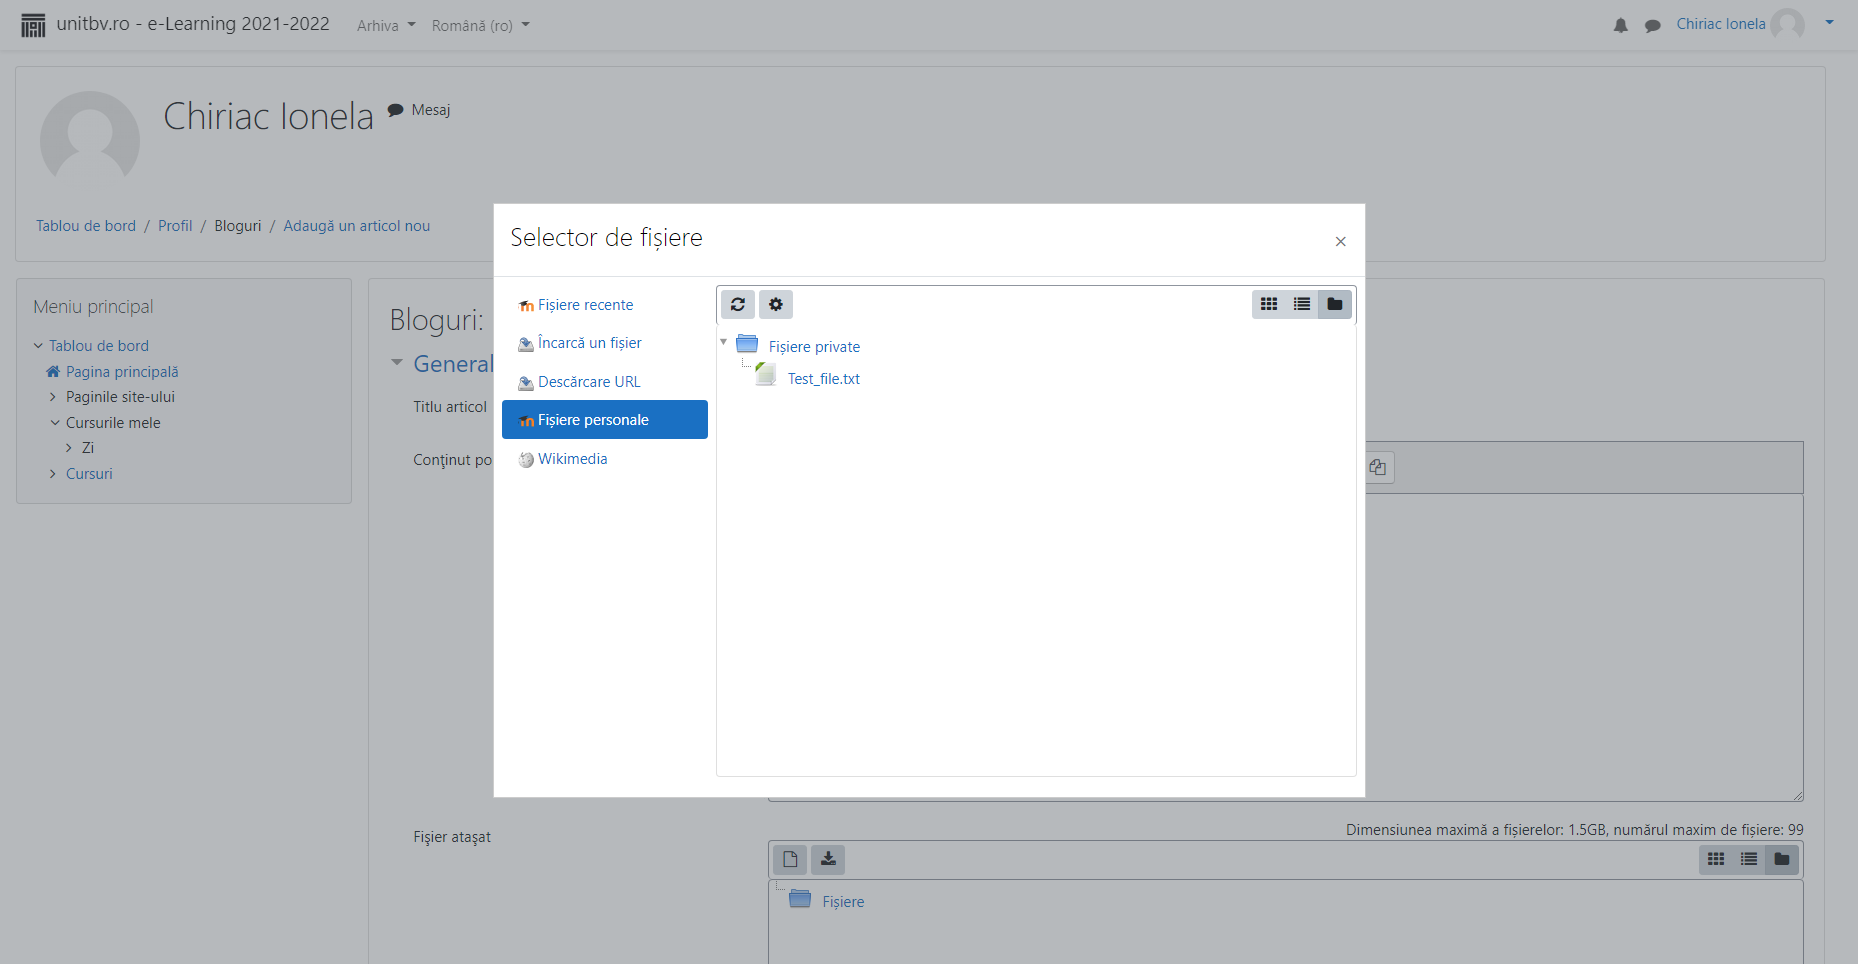 unitbv.ro - e-Learning 2021-2022
Arhiva
Română (ro)
Chiriac Ionela
Chiriac Ionela
Mesaj
Tablou de bord / Profil / Bloguri / Adaugă un articol nou
Meniu principal
Tablou de bord
Pagina principală
Paginile site-ului
Cursurile mele
Zi
Cursuri
Bloguri:
General
Titlu articol
Conţinut po
Selector de fișiere
×
Fișiere recente
Încarcă un fișier
Descărcare URL
Fișiere personale
Wikimedia
Fișiere private
Test_file.txt
Fişier ataşat
Dimensiunea maximă a fișierelor: 1.5GB, numărul maxim de fișiere: 99
Fișiere